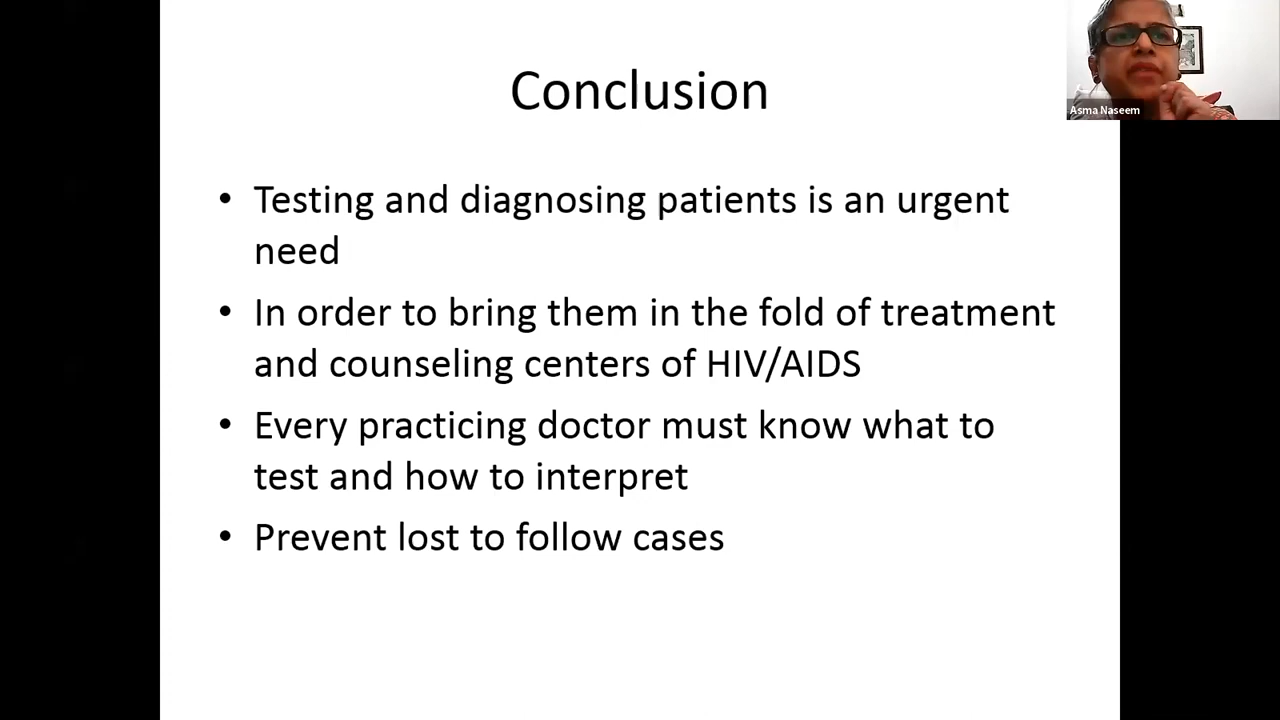 Conclusion
Asma Naseem
• Testing and diagnosing patients is an urgent
need
• In order to bring them in the fold of treatment
and counseling centers of HIV/AIDS
• Every practicing doctor must know what to
test and how to interpret
• Prevent lost to follow cases